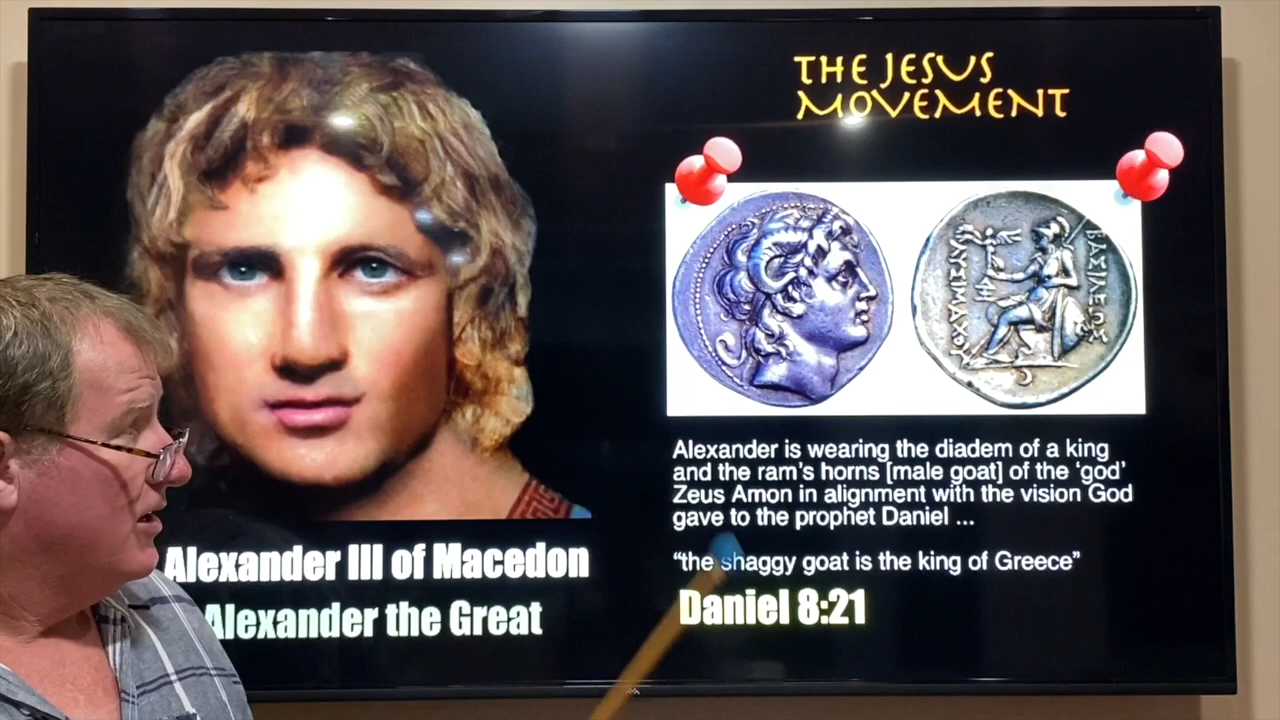 THE JESUS
MOVEMENT
ΛΥΣΙΜΑΧΟΥ
ΒΑΣΙΛΕΩΣ
Alexander is wearing the diadem of a king
and the ram's horns [male goat] of the ‘god’
Zeus Amon in alignment with the vision God
gave to the prophet Daniel ...
“the shaggy goat is the king of Greece”
Daniel 8:21
Alexander III of Macedon
Alexander the Great